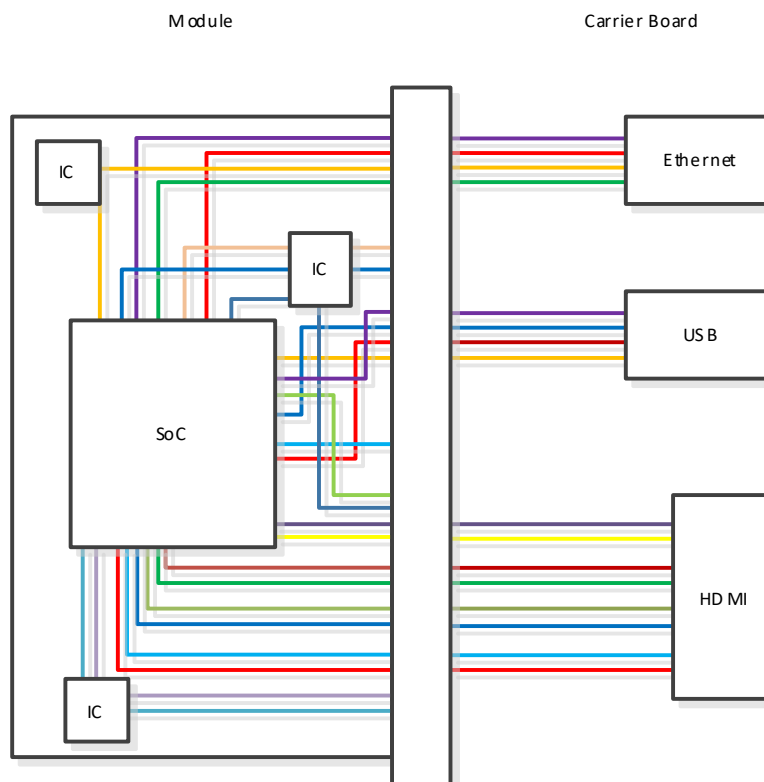 Module
Carrier Board
IC
Ethernet
IC
USB
SoC
HDMI
IC